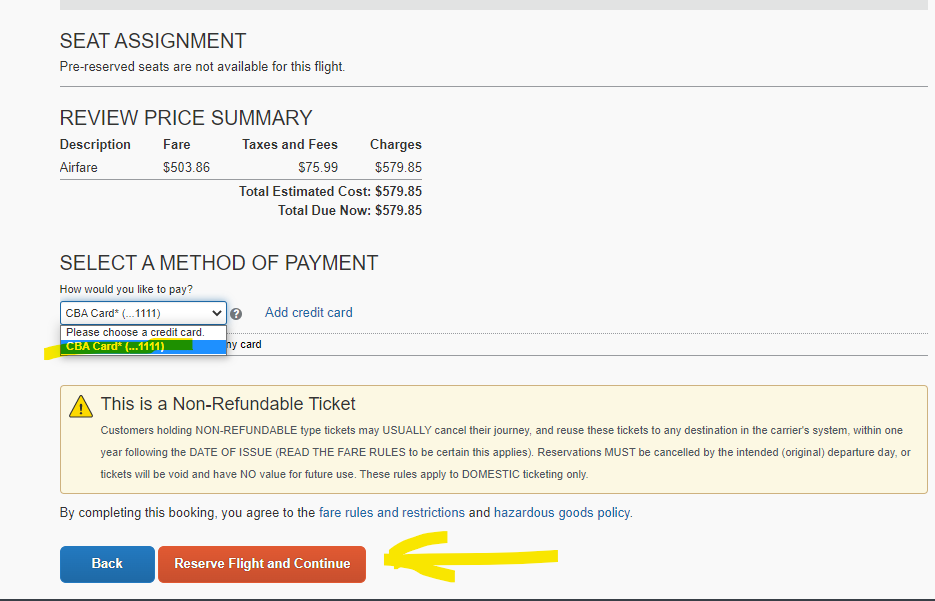 SEAT ASSIGNMENT
Pre-reserved seats are not available for this flight.
REVIEW PRICE SUMMARY
Description Fare Taxes and Fees Charges
Airfare $503.86 $75.99 $579.85
Total Estimated Cost: $579.85
Total Due Now: $579.85
SELECT A METHOD OF PAYMENT
How would you like to pay?
CBA Card* (...1111) ? Add credit card
Please choose a credit card.
CBA Card* (...1111) ny card
This is a Non-Refundable Ticket
Customers holding NON-REFUNDABLE type tickets may USUALLY cancel their journey, and reuse these tickets to any destination in the carrier's system, within one
year following the DATE OF ISSUE (READ THE FARE RULES to be certain this applies). Reservations MUST be cancelled by the intended (original) departure day, or
tickets will be void and have NO value for future use. These rules apply to DOMESTIC ticketing only.
By completing this booking, you agree to the fare rules and restrictions and hazardous goods policy.
Back Reserve Flight and Continue